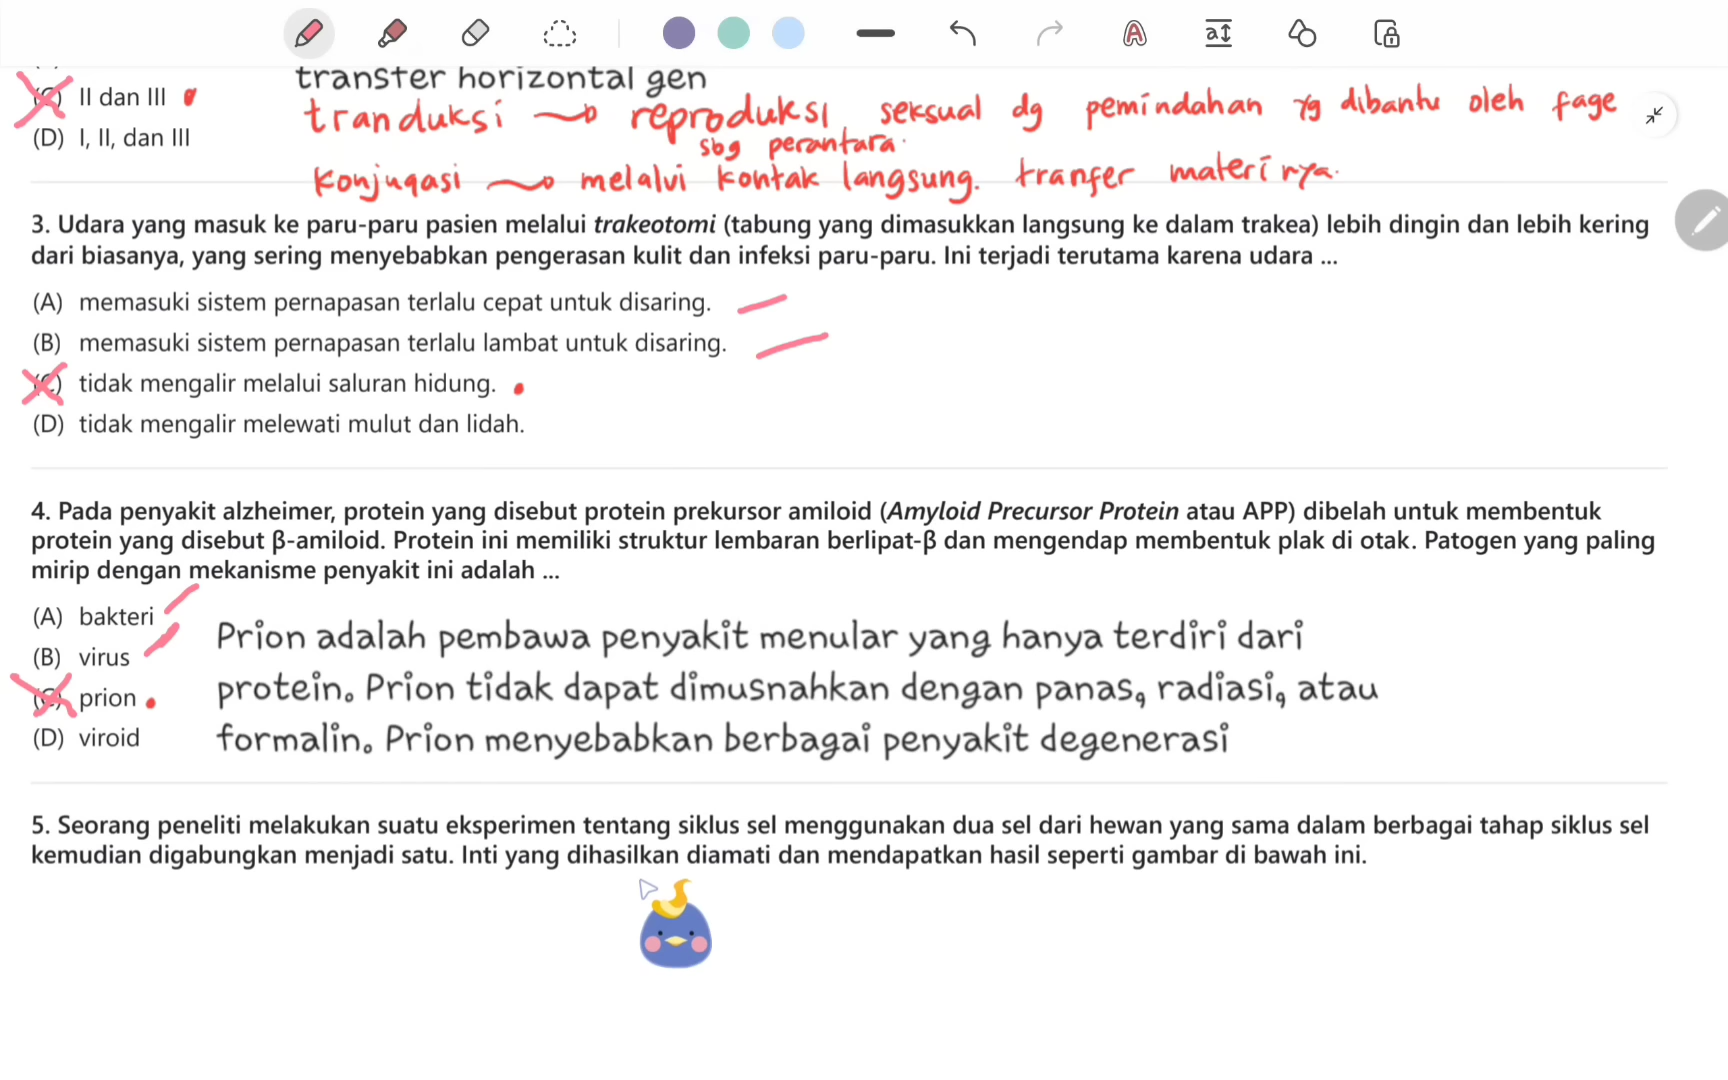 transfer horizontal gen
(C) II dan III
tranduksi reproduksi seksual dg pemindahan yg dibantu oleh fage
sbg perantara.
(D) I, II, dan III
Konjugasi melalui kontak langsung. tranfer materi nya.
3. Udara yang masuk ke paru-paru pasien melalui trakeotomi (tabung yang dimasukkan langsung ke dalam trakea) lebih dingin dan lebih kering
dari biasanya, yang sering menyebabkan pengerasan kulit dan infeksi paru-paru. Ini terjadi terutama karena udara ...
(A) memasuki sistem pernapasan terlalu cepat untuk disaring.
(B) memasuki sistem pernapasan terlalu lambat untuk disaring.
(C) tidak mengalir melalui saluran hidung.
(D) tidak mengalir melewati mulut dan lidah.
4. Pada penyakit alzheimer, protein yang disebut protein prekursor amiloid (Amyloid Precursor Protein atau APP) dibelah untuk membentuk
protein yang disebut β-amiloid. Protein ini memiliki struktur lembaran berlipat-β dan mengendap membentuk plak di otak. Patogen yang paling
mirip dengan mekanisme penyakit ini adalah ...
(A) bakteri
(B) virus
(C) prion
(D) viroid
Prion adalah pembawa penyakit menular yang hanya terdiri dari
protein. Prion tidak dapat dimusnahkan dengan panas, radiasi, atau
formalin. Prion menyebabkan berbagai penyakit degenerasi
5. Seorang peneliti melakukan suatu eksperimen tentang siklus sel menggunakan dua sel dari hewan yang sama dalam berbagai tahap siklus sel
kemudian digabungkan menjadi satu. Inti yang dihasilkan diamati dan mendapatkan hasil seperti gambar di bawah ini.